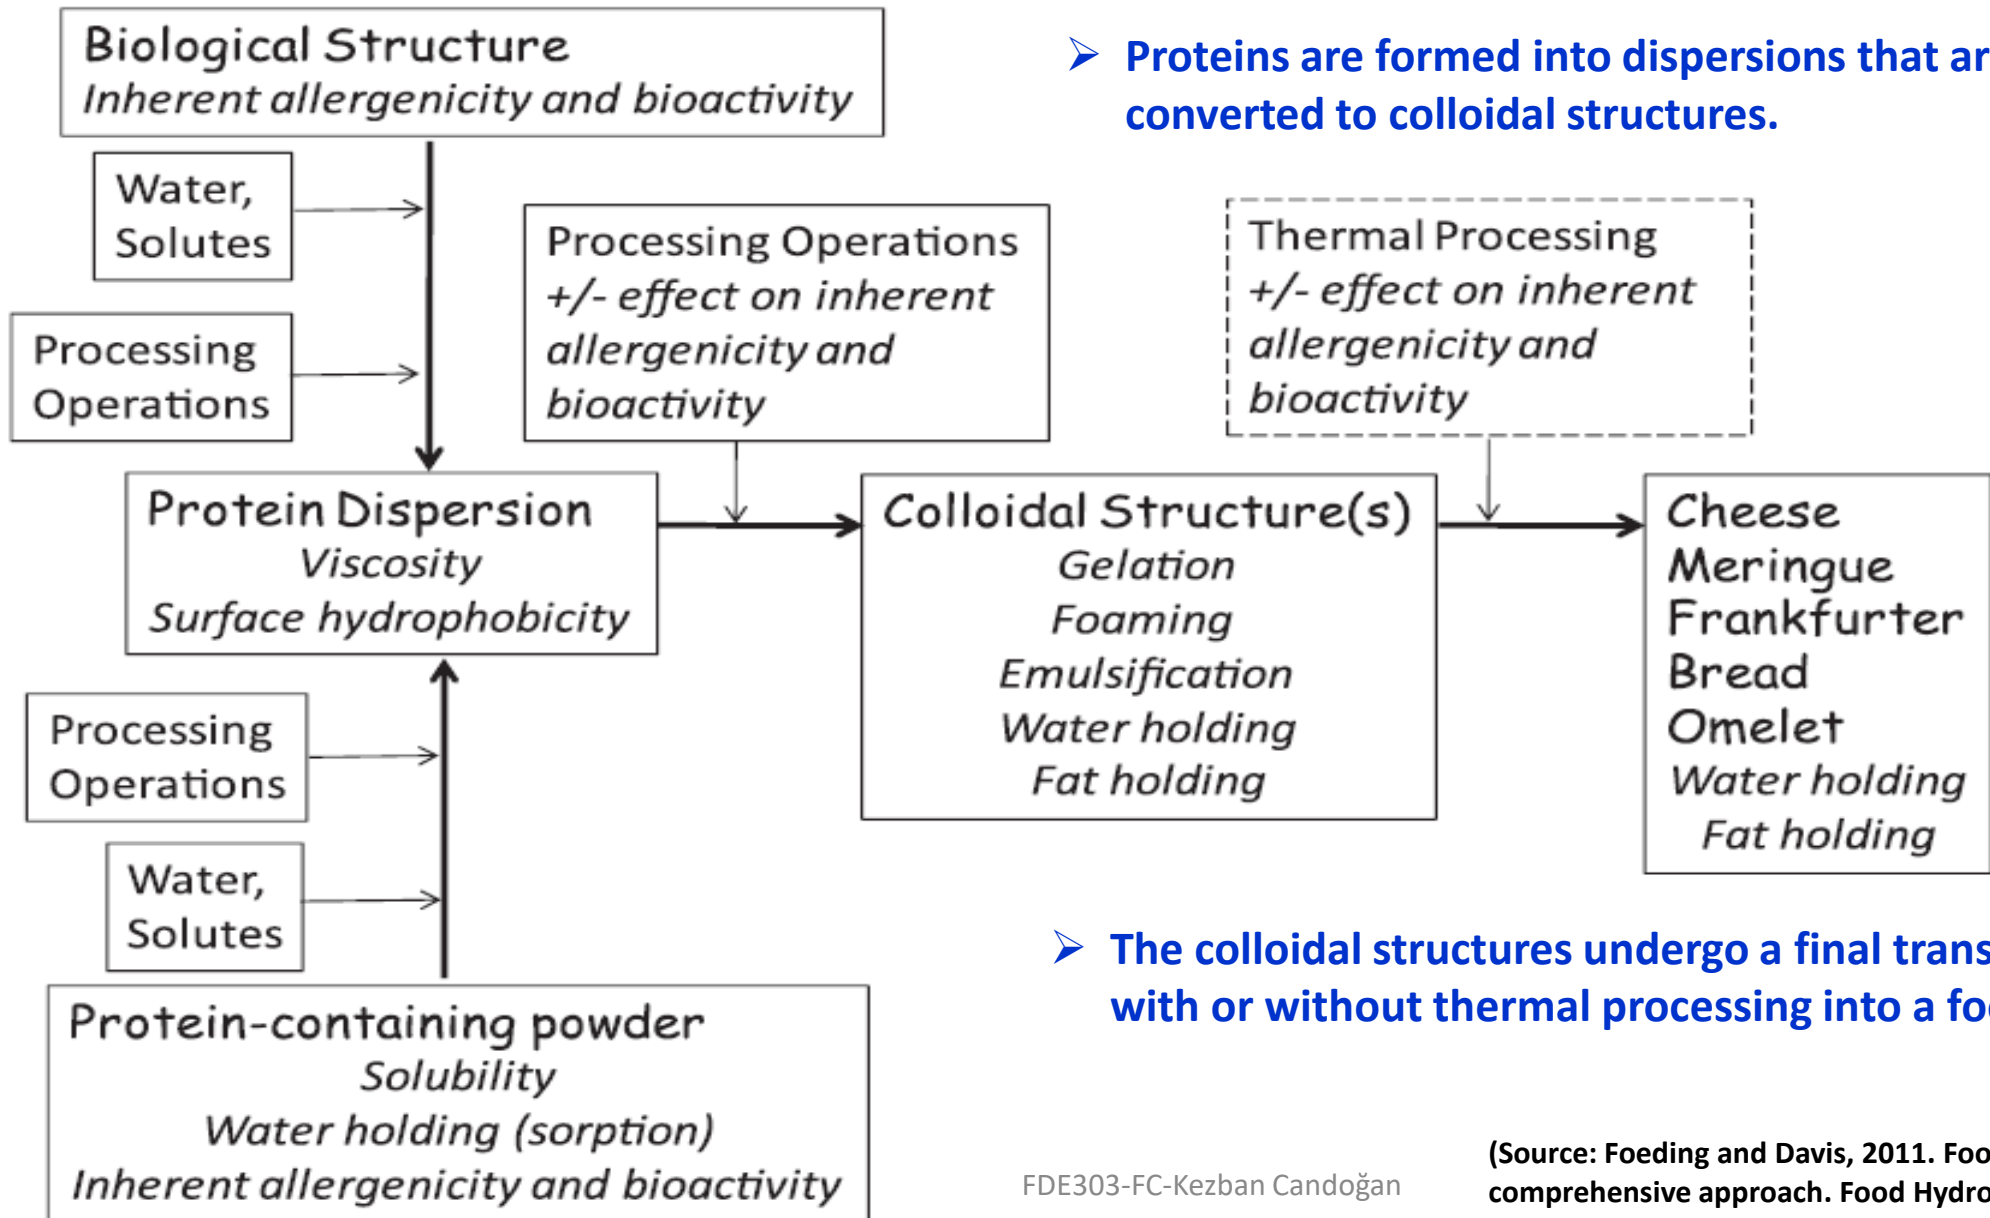 Biological Structure
Inherent allergenicity and bioactivity
➢ Proteins are formed into dispersions that
converted to colloidal structures.
Water,
Solutes
Processing
Operations
Processing Operations
+/- effect on inherent
allergenicity and
bioactivity
Thermal Processing
+/- effect on inherent
allergenicity and
bioactivity
Protein Dispersion
Viscosity
Surface hydrophobicity
Colloidal Structure(s)
Gelation
Foaming
Emulsification
Water holding
Fat holding
Cheese
Meringue
Frankfurter
Bread
Omelet
Water holding
Fat holding
Processing
Operations
Water,
Solutes
Protein-containing powder
Solubility
Water holding (sorption)
Inherent allergenicity and bioactivity
➢ The colloidal structures undergo a final
with or without thermal processing into a
FDE303-FC-Kezban Candoğan
(Source: Foeding and Davis, 2011.
comprehensive approach. Food